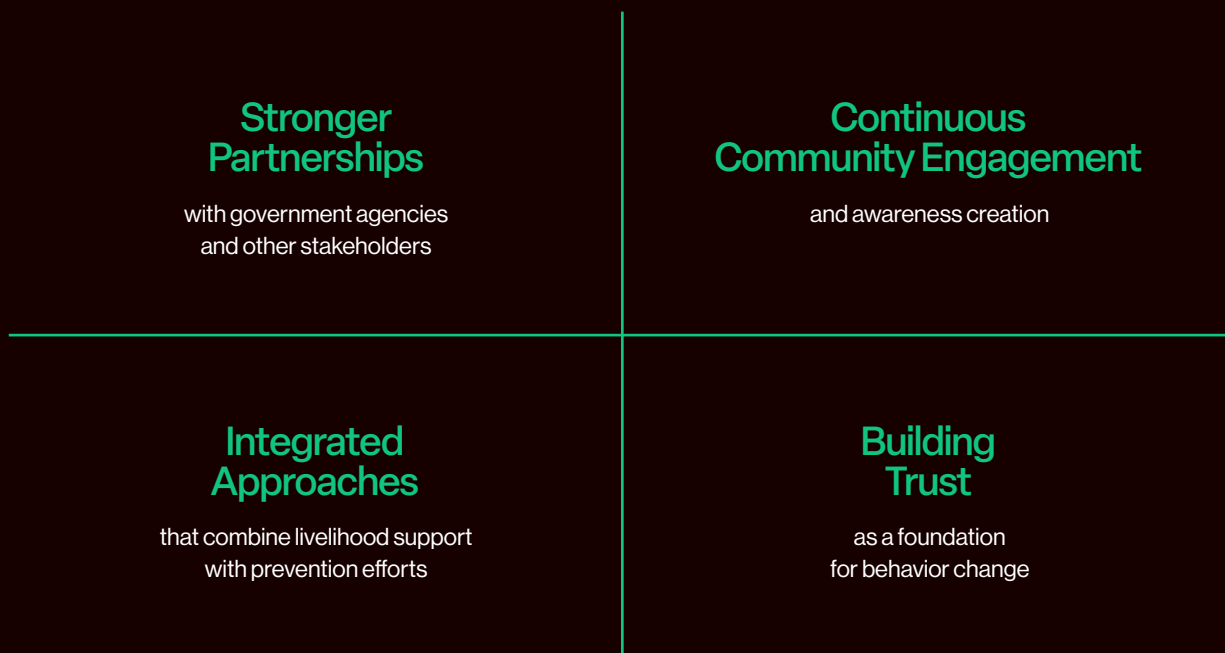 Stronger
Partnerships
with government agencies
and other stakeholders
Continuous
Community Engagement
and awareness creation
Integrated
Approaches
that combine livelihood support
with prevention efforts
Building
Trust
as a foundation
for behavior change